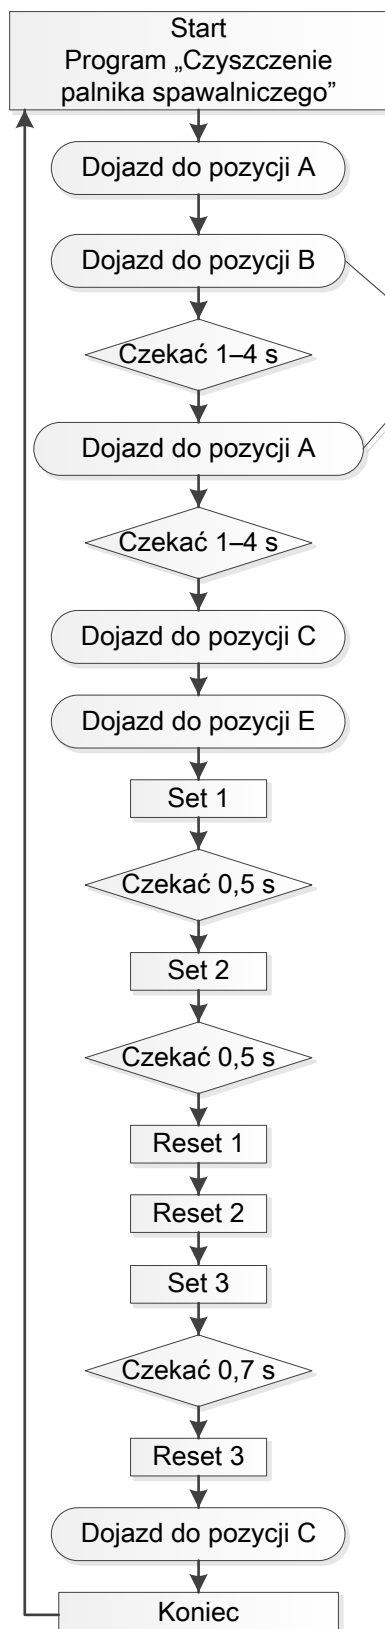 Start
Program „Czyszczenie
palnika spawalniczego”
Dojazd do pozycji A
Dojazd do pozycji B
Czekać 1–4 s
Dojazd do pozycji A
Czekać 1–4 s
Dojazd do pozycji C
Dojazd do pozycji E
Set 1
Czekać 0,5 s
Set 2
Czekać 0,5 s
Reset 1
Reset 2
Set 3
Czekać 0,7 s
Reset 3
Dojazd do pozycji C
Koniec